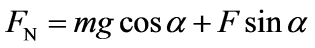 F_N = mg cos α + F sin α